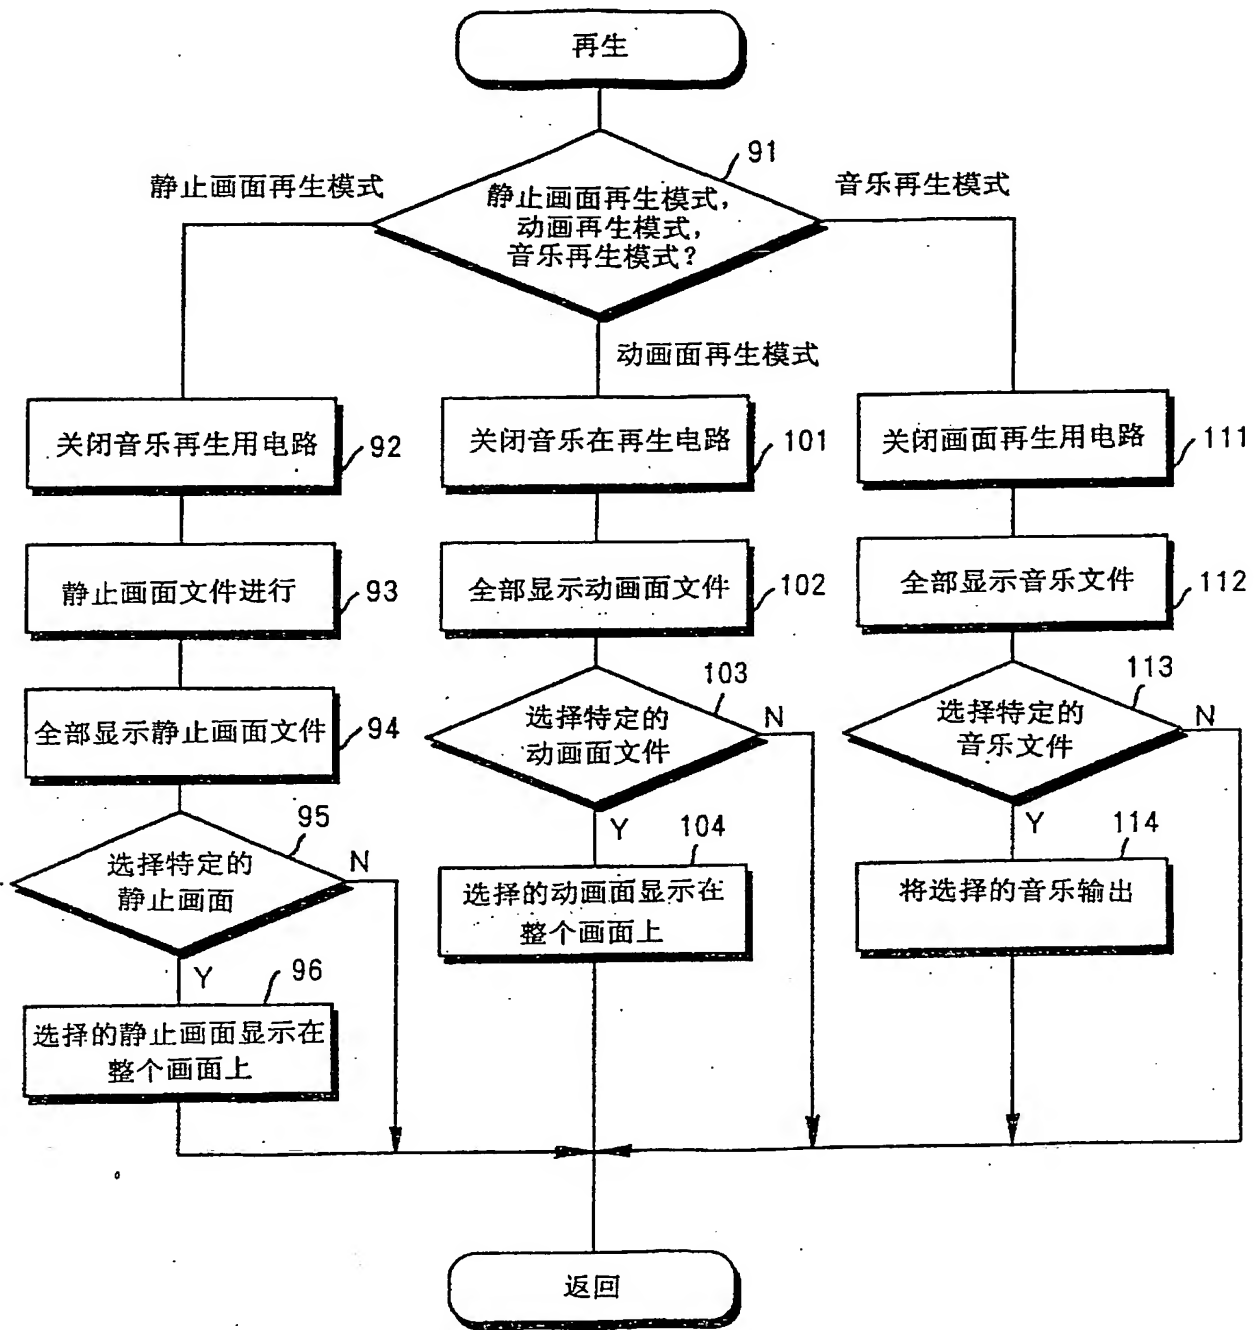 再生
91
静止画面再生模式
静止画面再生模式,
动画再生模式,
音乐再生模式?
音乐再生模式
动画面再生模式
关闭音乐再生用电路
92
关闭音乐在再生电路
101
关闭画面再生用电路
111
静止画面文件进行
93
全部显示动画面文件
102
全部显示音乐文件
112
全部显示静止画面文件
94
103
选择特定的
动画面文件
N
Y
113
选择特定的
音乐文件
N
Y
95
选择特定的
静止画面
N
Y
104
选择的动画面显示在
整个画面上
114
将选择的音乐输出
96
选择的静止画面显示在
整个画面上
返回